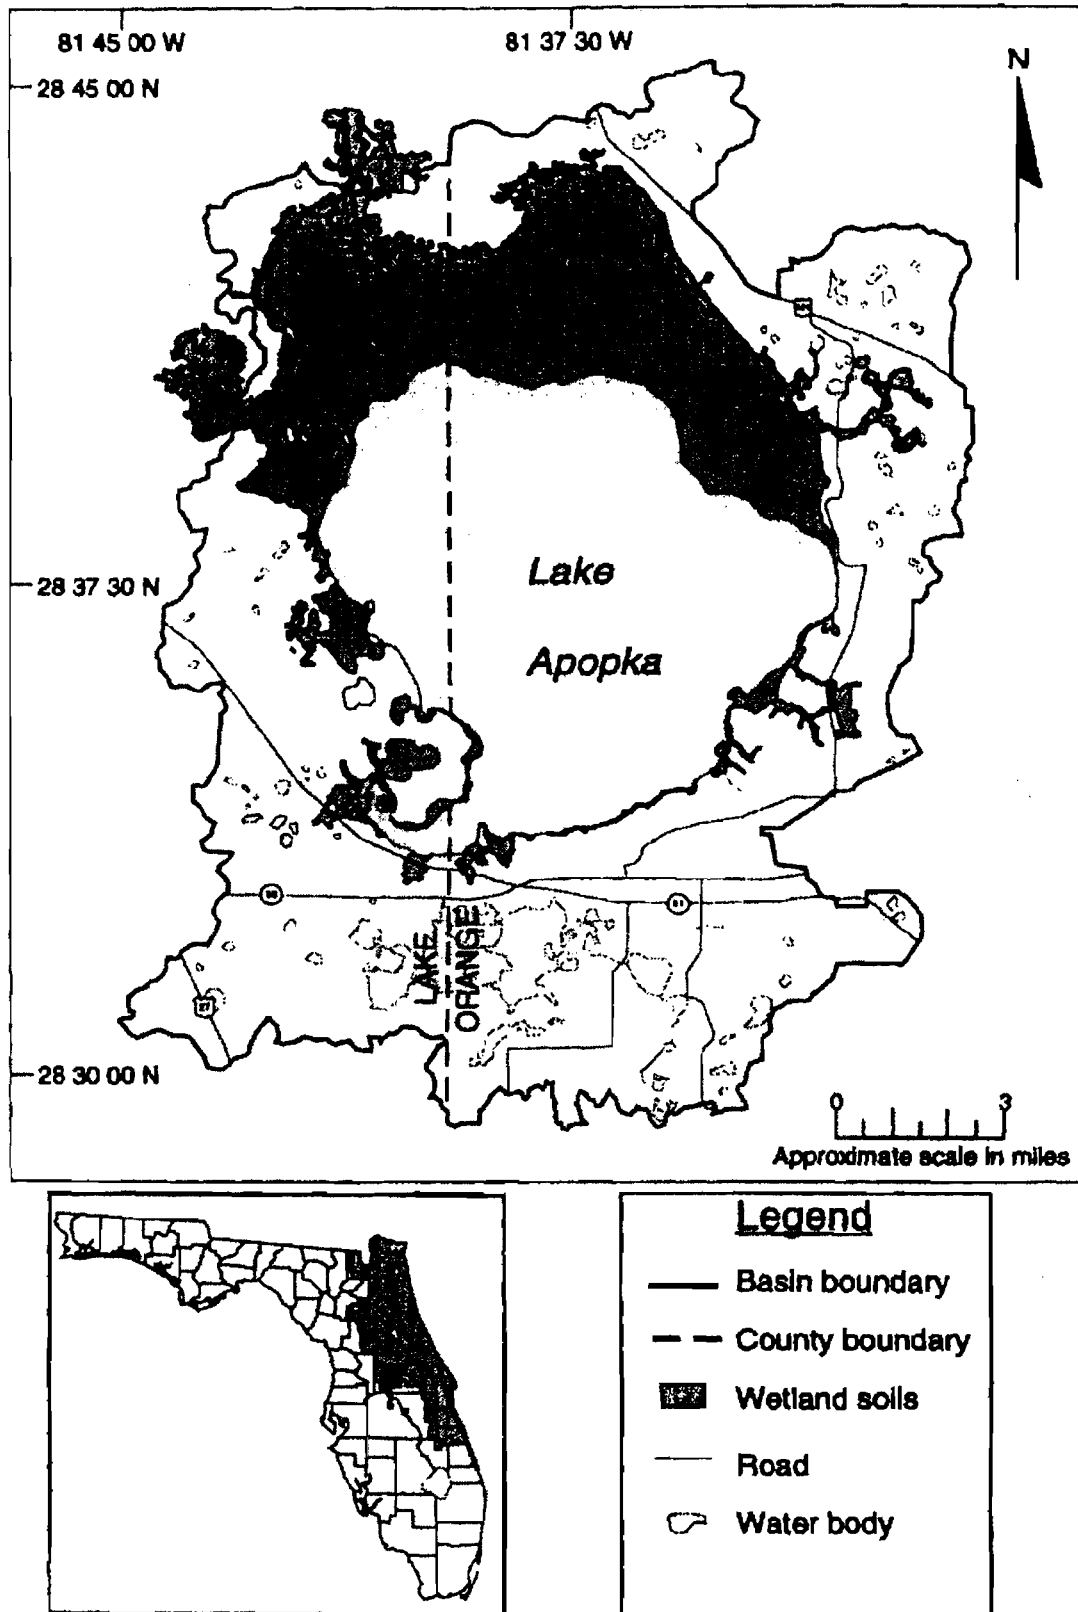 81 45 00 W
81 37 30 W
28 45 00 N
N
Lake
28 37 30 N
Apopka
LAKE
ORANGE
27
28 30 00 N
0 3
Approximate scale in miles
Legend
Basin boundary
County boundary
Wetland soils
Road
Water body